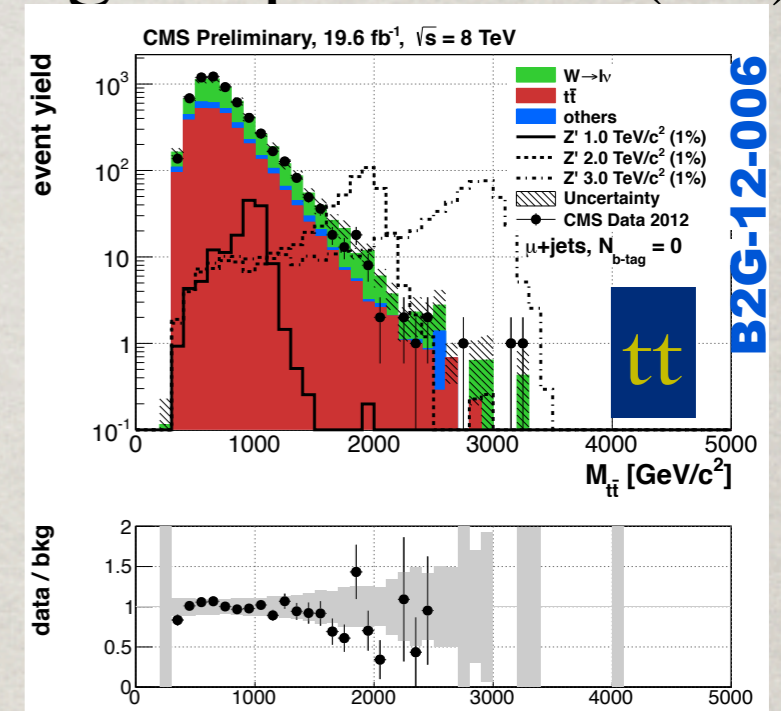 CMS Preliminary, 19.6 fb⁻¹, √s = 8 TeV
event yield
10³
10²
10
1
10⁻¹
W→lν
tt̄
others
Z' 1.0 TeV/c² (1%)
Z' 2.0 TeV/c² (1%)
Z' 3.0 TeV/c² (1%)
Uncertainty
CMS Data 2012
μ+jets, N_b-tag = 0
tt
B2G-12-006
0 1000 2000 3000 4000 5000
M_tt̄ [GeV/c²]
data / bkg
2
1.5
1
0.5
0
0 1000 2000 3000 4000 5000